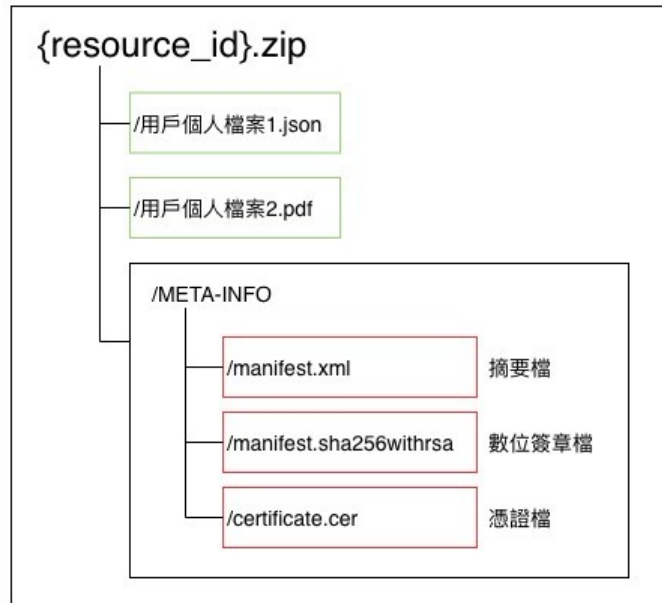 {resource_id}.zip
/用戶個人檔案1.json
/用戶個人檔案2.pdf
/META-INFO
/manifest.xml 摘要檔
/manifest.sha256withrsa 數位簽章檔
/certificate.cer 憑證檔